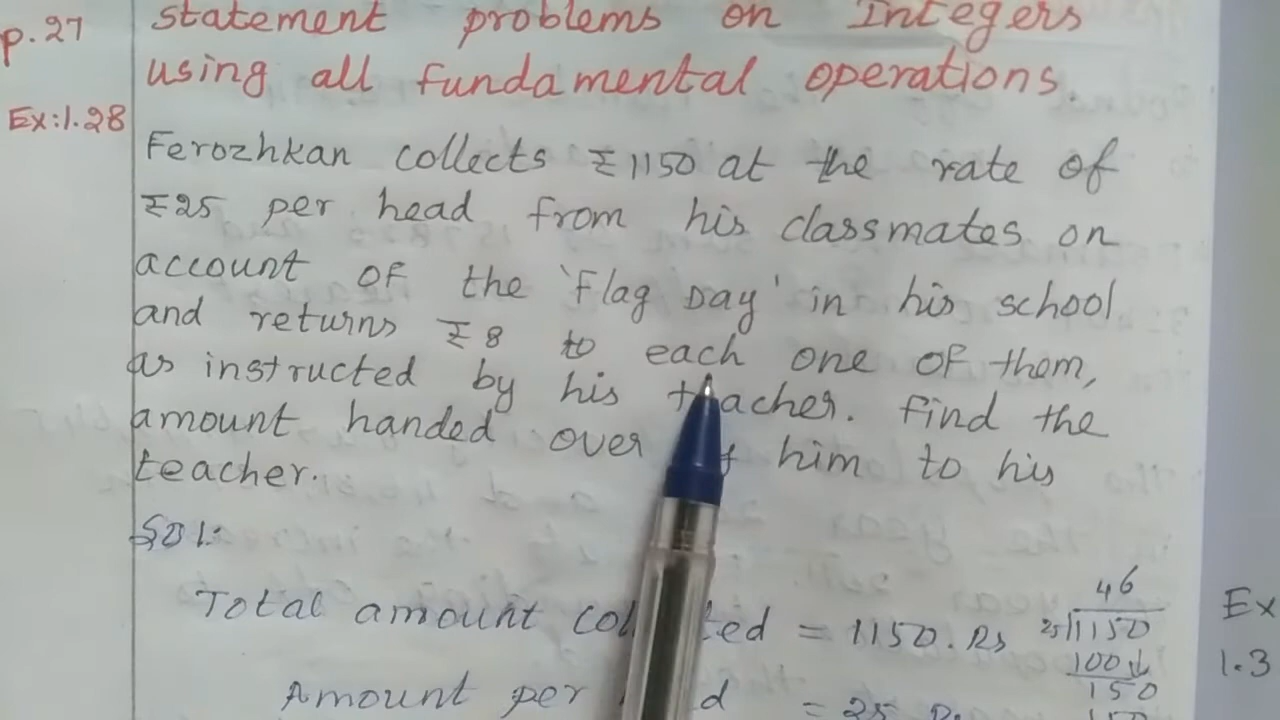 p.27
statement problems on Integers
using all fundamental operations.
Ex:1.28
Ferozhkan collects ₹1150 at the rate of
₹25 per head from his classmates on
account of the 'Flag Day' in his school
and returns ₹8 to each one of them,
as instructed by his teacher. Find the
amount handed over him to his
teacher.
Sol:
Total amount = 1150.Rs
46
25 1150
100↓
150
150
Amount per = 25 Rs
Ex
1.3